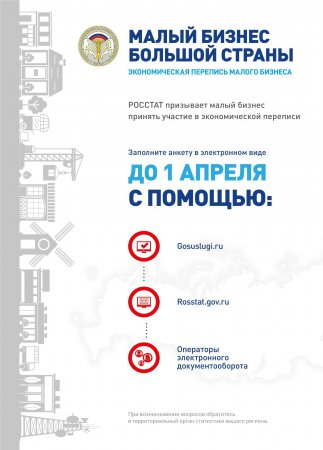 МАЛЫЙ БИЗНЕС
БОЛЬШОЙ СТРАНЫ
ЭКОНОМИЧЕСКАЯ ПЕРЕПИСЬ МАЛОГО БИЗНЕСА
РОССТАТ призывает малый бизнес
принять участие в экономической переписи
Заполните анкету в электронном виде
ДО 1 АПРЕЛЯ
С ПОМОЩЬЮ:
Gosuslugi.ru
Rosstat.gov.ru
Операторы
электронного
документооборота
При возникновении вопросов обратитесь
в территориальный орган статистики вашего региона.